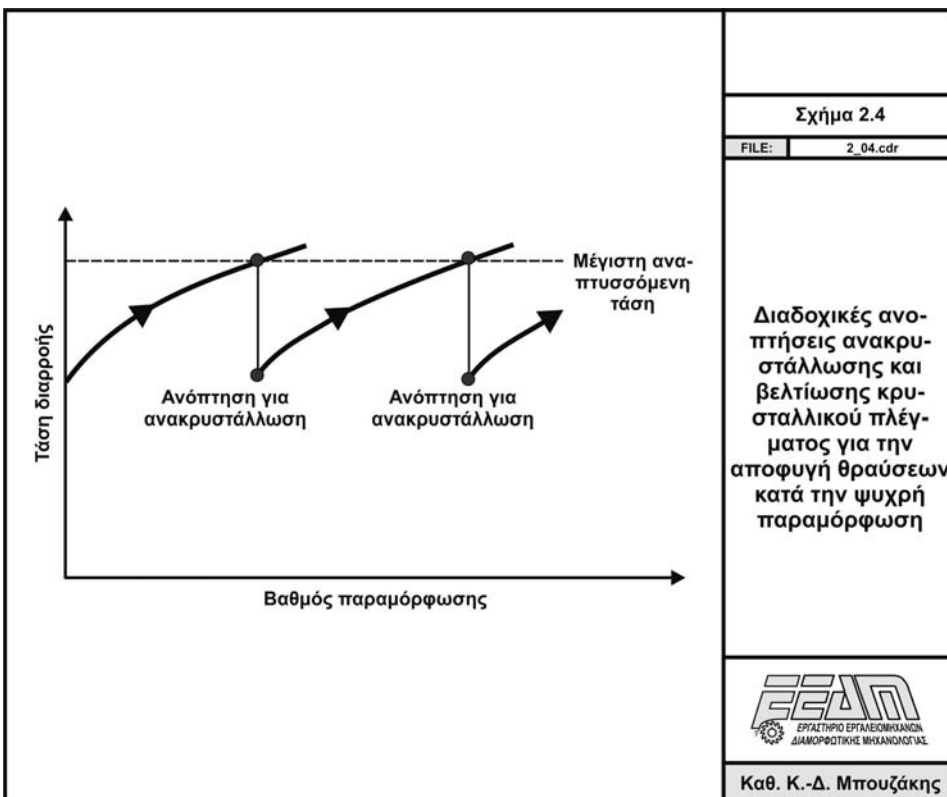 Σχήμα 2.4
FILE:
2_04.cdr
Τάση διαρροής
Μέγιστη ανα-
πτυσσόμενη
τάση
Ανόπτηση για
ανακρυστάλλωση
Ανόπτηση για
ανακρυστάλλωση
Βαθμός παραμόρφωσης
Διαδοχικές ανο-
πτήσεις ανακρυ-
στάλλωσης και
βελτίωσης κρυ-
σταλλικού πλέγ-
ματος για την
αποφυγή θραύσεων
κατά την ψυχρή
παραμόρφωση
ΕΕΔΜ
ΕΡΓΑΣΤΗΡΙΟ ΕΡΓΑΛΕΙΟΜΗΧΑΝΩΝ
ΔΙΑΜΟΡΦΩΤΙΚΗΣ ΜΗΧΑΝΟΛΟΓΙΑΣ
Καθ. Κ.-Δ. Μπουζάκης